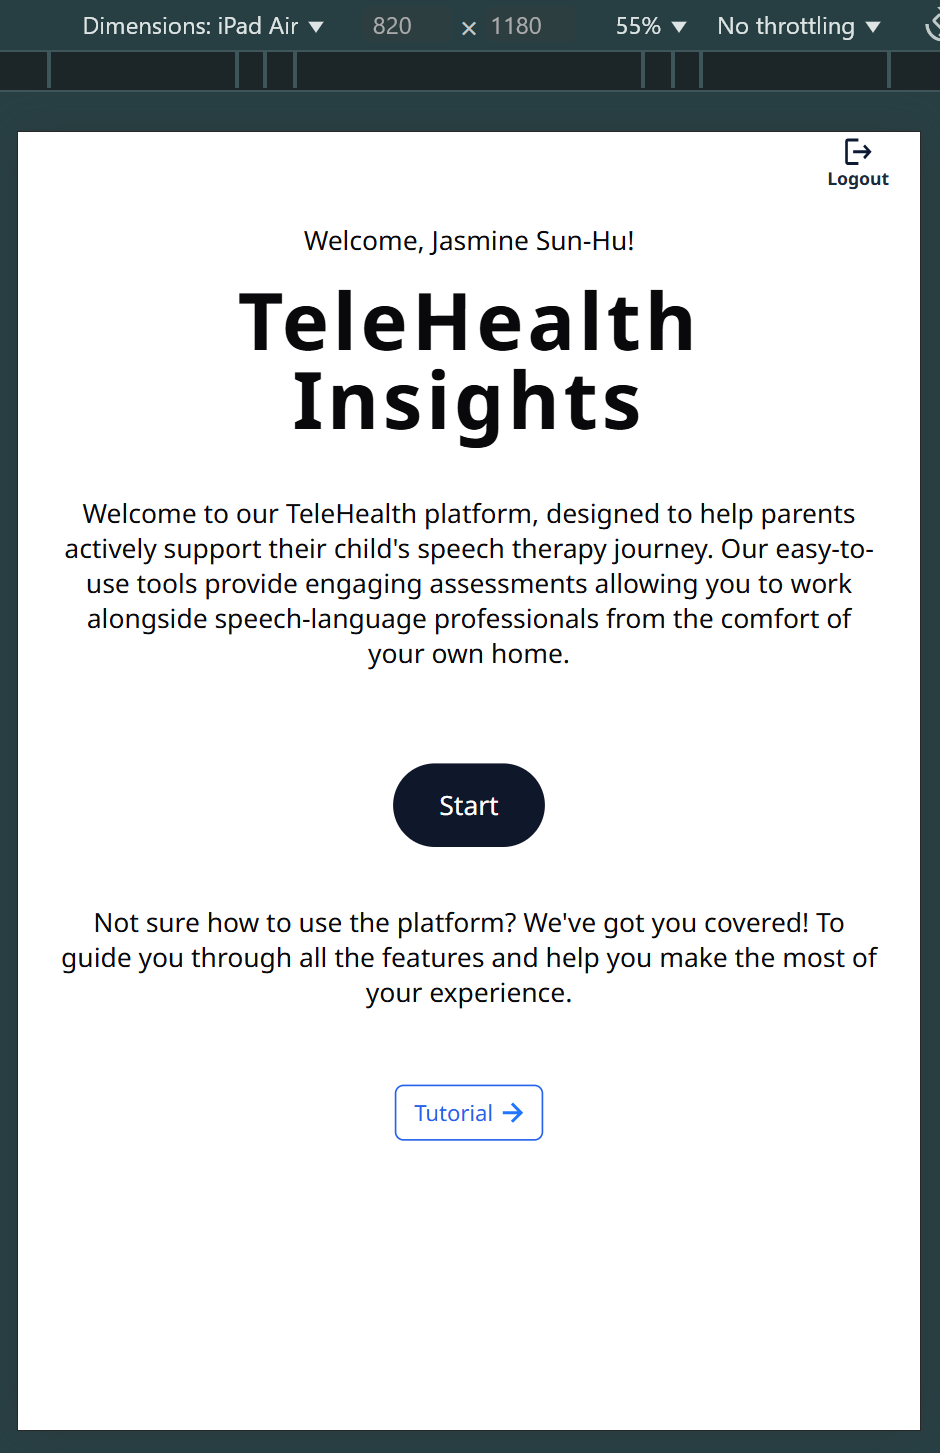 Dimensions: iPad Air ▼ 820 × 1180 55% ▼ No throttling ▼
Logout
Welcome, Jasmine Sun-Hu!
TeleHealth
Insights
Welcome to our TeleHealth platform, designed to help parents
actively support their child's speech therapy journey. Our easy-to-
use tools provide engaging assessments allowing you to work
alongside speech-language professionals from the comfort of
your own home.
Start
Not sure how to use the platform? We've got you covered! To
guide you through all the features and help you make the most of
your experience.
Tutorial →